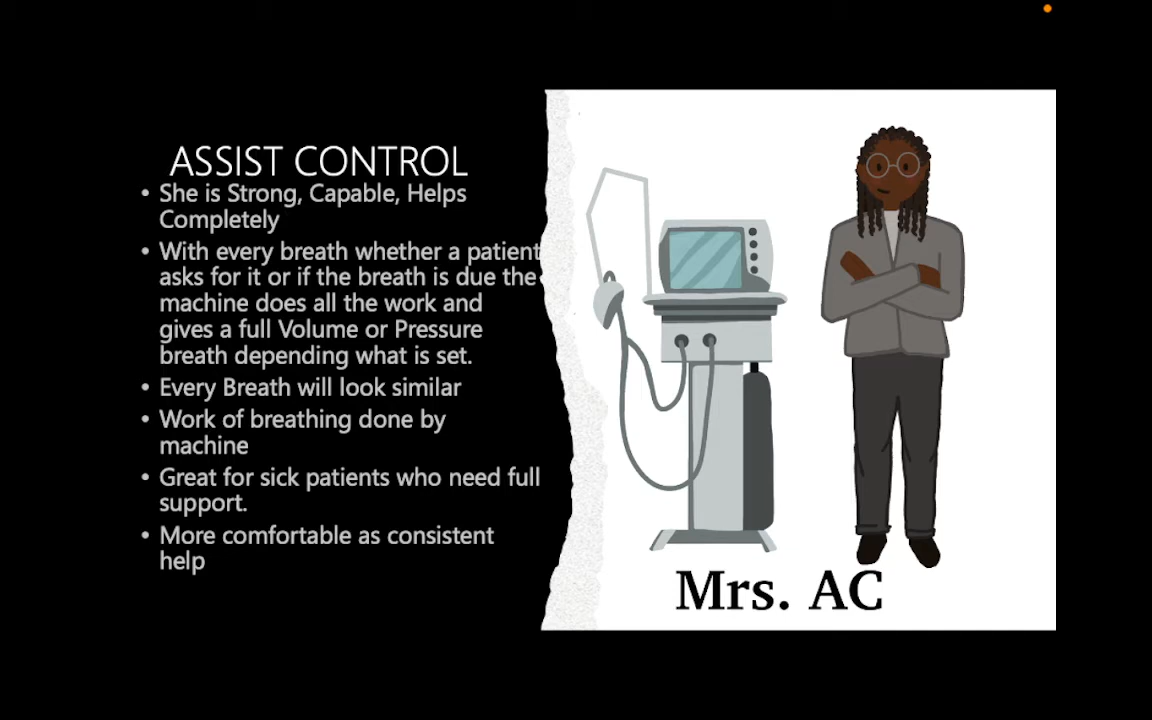 ASSIST CONTROL
• She is Strong, Capable, Helps
Completely
• With every breath whether a patient
asks for it or if the breath is due the
machine does all the work and
gives a full Volume or Pressure
breath depending what is set.
• Every Breath will look similar
• Work of breathing done by
machine
• Great for sick patients who need full
support.
• More comfortable as consistent
help
Mrs. AC